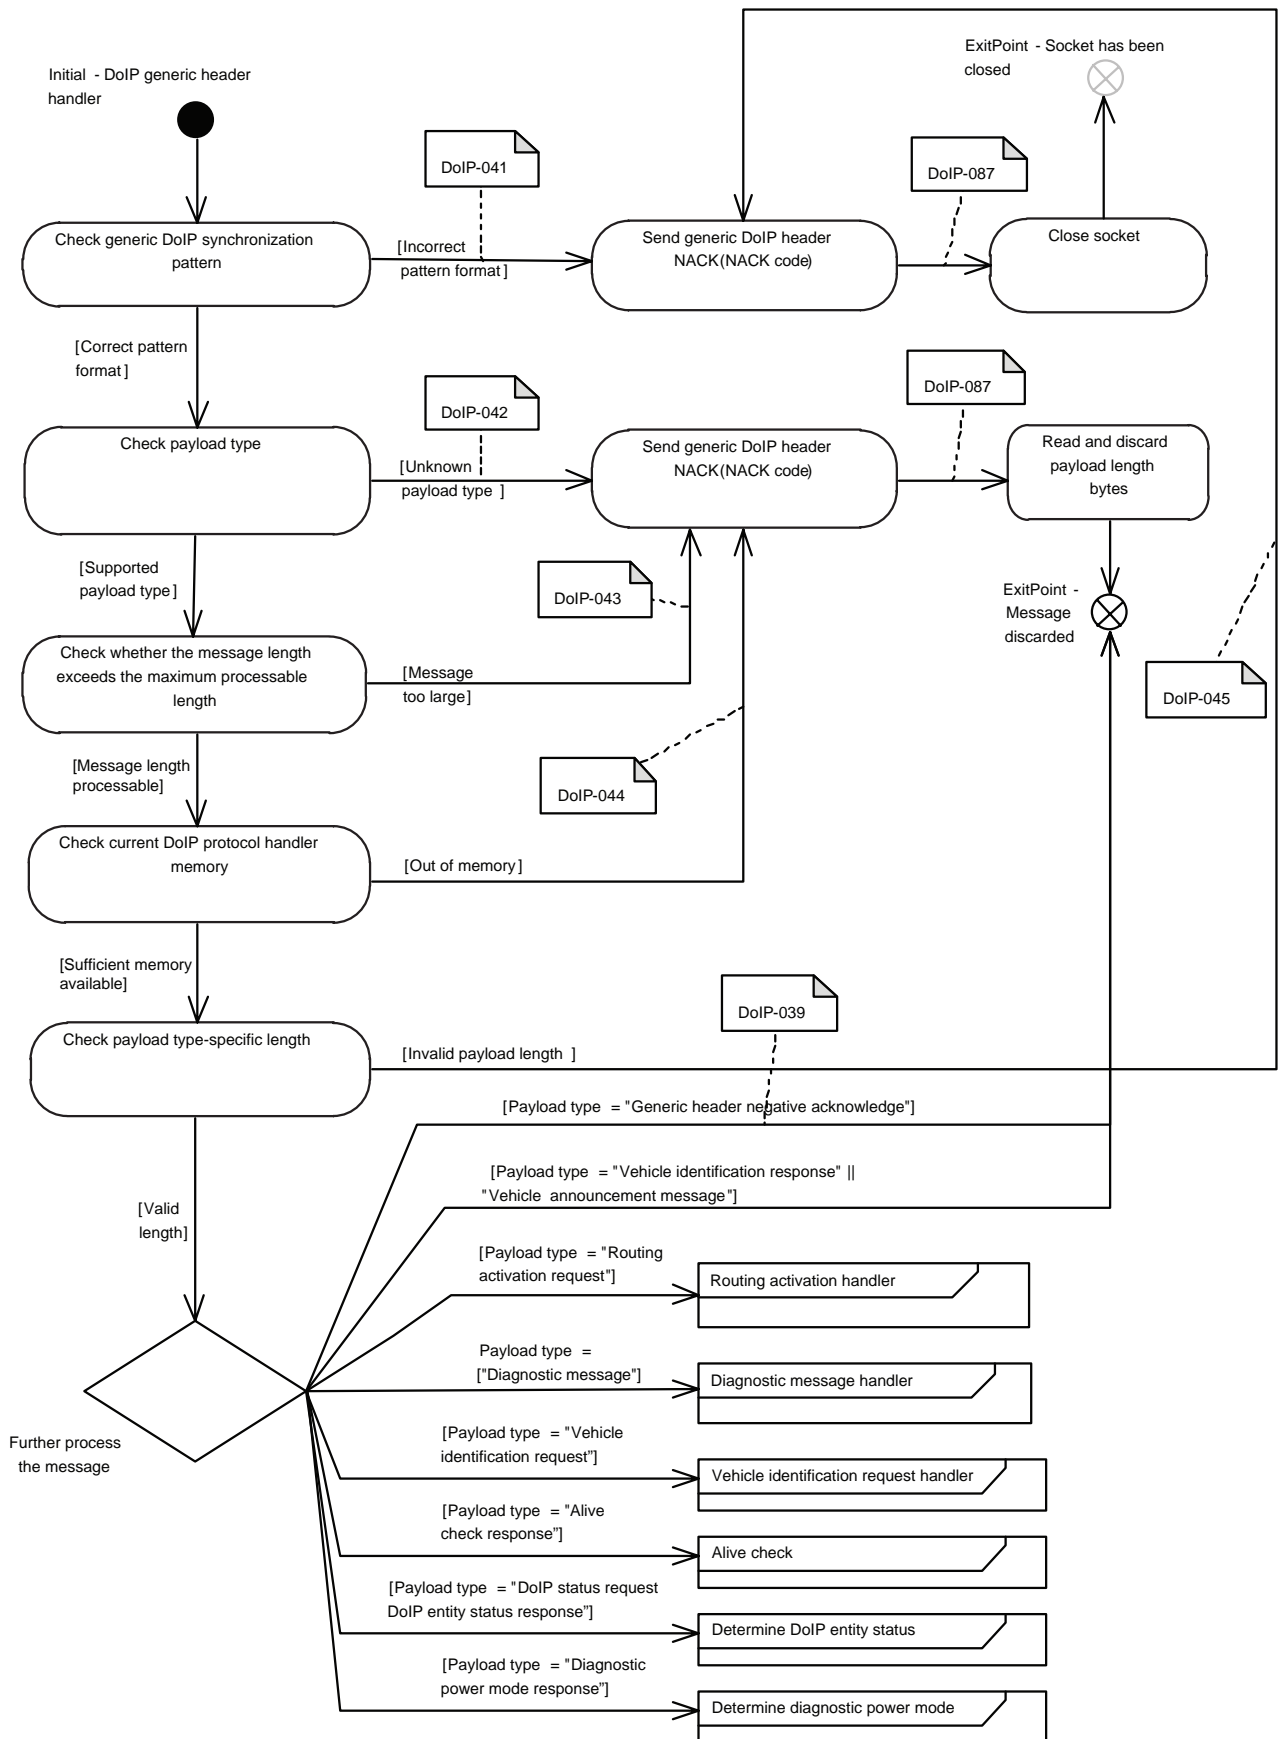 ExitPoint - Socket has been
closed
Initial - DoIP generic header
handler
DoIP-041
DoIP-087
Check generic DoIP synchronization
pattern
[Incorrect
pattern format]
Send generic DoIP header
NACK(NACK code)
Close socket
[Correct pattern
format]
DoIP-042
DoIP-087
Check payload type
[Unknown
payload type ]
Send generic DoIP header
NACK(NACK code)
Read and discard
payload length
bytes
[Supported
payload type]
DoIP-043
ExitPoint -
Message
discarded
Check whether the message length
exceeds the maximum processable
length
[Message
too large]
DoIP-045
[Message length
processable]
DoIP-044
Check current DoIP protocol handler
memory
[Out of memory]
[Sufficient memory
available]
DoIP-039
Check payload type-specific length
[Invalid payload length ]
[Payload type = "Generic header negative acknowledge"]
[Payload type = "Vehicle identification response" ||
"Vehicle announcement message"]
[Valid
length]
[Payload type = "Routing
activation request"]
Routing activation handler
Payload type =
["Diagnostic message"]
Diagnostic message handler
Further process
the message
[Payload type = "Vehicle
identification request”]
Vehicle identification request handler
[Payload type = "Alive
check response”]
Alive check
[Payload type = "DoIP status request
DoIP entity status response”]
Determine DoIP entity status
[Payload type = "Diagnostic
power mode response”]
Determine diagnostic power mode